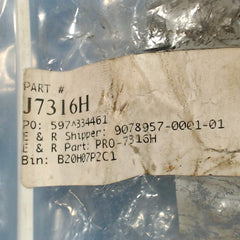 PART #
J7316H
PO: 597A334461
E & R Shipper: 9078957-0001-01
E & R Part: PRO-7316H
Bin: B20H07P2C1